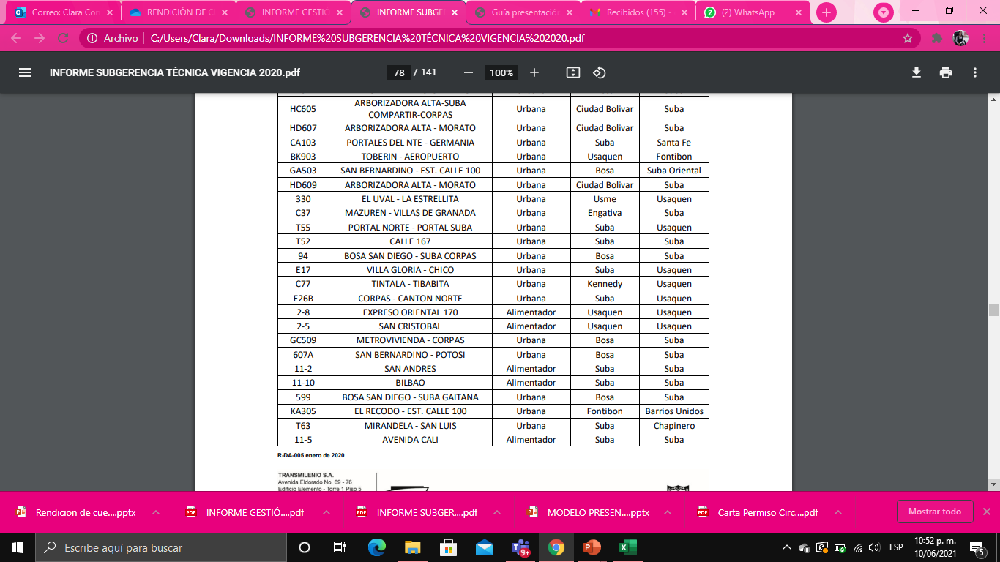 Correo: Clara Con
RENDICIÓN DE C
INFORME GESTIÓ
INFORME SUBGER
Guía presentación
Recibidos (155) -
(2) WhatsApp
Archivo | C:/Users/Clara/Downloads/INFORME%20SUBGERENCIA%20TÉCNICA%20VIGENCIA%202020.pdf
INFORME SUBGERENCIA TÉCNICA VIGENCIA 2020.pdf 78 / 141 100%
HC605 ARBORIZADORA ALTA-SUBA COMPARTIR-CORPAS Urbana Ciudad Bolivar Suba
HD607 ARBORIZADORA ALTA - MORATO Urbana Ciudad Bolivar Suba
CA103 PORTALES DEL NTE - GERMANIA Urbana Suba Santa Fe
BK903 TOBERIN - AEROPUERTO Urbana Usaquen Fontibon
GA503 SAN BERNARDINO - EST. CALLE 100 Urbana Bosa Suba Oriental
HD609 ARBORIZADORA ALTA - MORATO Urbana Ciudad Bolivar Suba
330 EL UVAL - LA ESTRELLITA Urbana Usme Usaquen
C37 MAZUREN - VILLAS DE GRANADA Urbana Engativa Suba
T55 PORTAL NORTE - PORTAL SUBA Urbana Suba Usaquen
T52 CALLE 167 Urbana Suba Suba
94 BOSA SAN DIEGO - SUBA CORPAS Urbana Bosa Suba
E17 VILLA GLORIA - CHICO Urbana Suba Usaquen
C77 TINTALA - TIBABITA Urbana Kennedy Usaquen
E26B CORPAS - CANTON NORTE Urbana Suba Usaquen
2-8 EXPRESO ORIENTAL 170 Alimentador Usaquen Usaquen
2-5 SAN CRISTOBAL Alimentador Usaquen Usaquen
GC509 METROVIVIENDA - CORPAS Urbana Bosa Suba
607A SAN BERNARDINO - POTOSI Urbana Bosa Suba
11-2 SAN ANDRES Alimentador Suba Suba
11-10 BILBAO Alimentador Suba Suba
599 BOSA SAN DIEGO - SUBA GAITANA Urbana Bosa Suba
KA305 EL RECODO - EST. CALLE 100 Urbana Fontibon Barrios Unidos
T63 MIRANDELA - SAN LUIS Urbana Suba Chapinero
11-5 AVENIDA CALI Alimentador Suba Suba
R-DA-005 enero de 2020
TRANSMILENIO S.A.
Avenida Eldorado No. 69 - 76
Edificio Elemento - Torre 1 Piso 5
Rendicion de cue....pptx
INFORME GESTIÓ....pdf
INFORME SUBGER....pdf
MODELO PRESEN....pptx
Carta Permiso Circ....pdf
Mostrar todo
Escribe aquí para buscar
9+
ESP
10:52 p. m.
10/06/2021
5